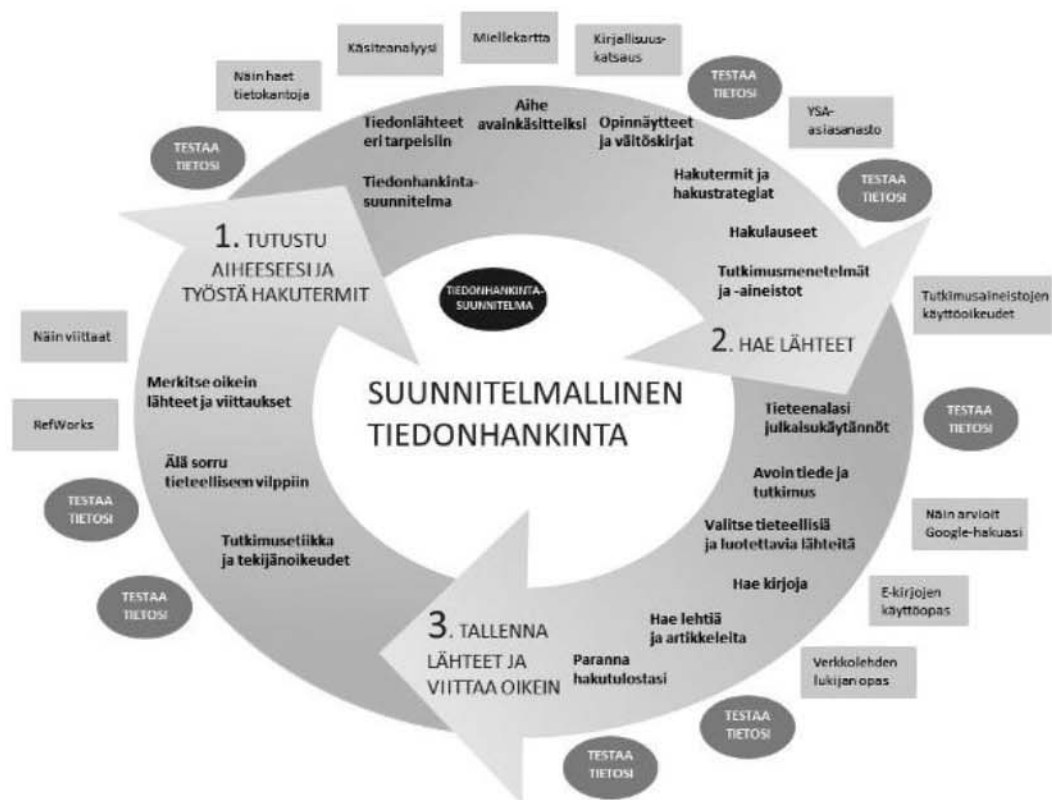 Käsiteanalyysi
Miellekartta
Kirjallisuus-
katsaus
TESTAA
TIETOSI
Näin haet
tietokantoja
YSA-
asiasanasto
TESTAA
TIETOSI
TESTAA
TIETOSI
Tiedonlähteet
eri tarpeisiin
Aihe
avainkäsitteiksi
Opinnäytteet
ja väitöskirjat
Tiedonhankinta-
suunnitelma
Hakutermit ja
hakustrategiat
Hakulauseet
Tutkimusmenetelmät
ja -aineistot
1. TUTUSTU
AIHEESEESI JA
TYÖSTÄ HAKUTERMIT
TIEDONHANKINTA-
SUUNNITELMA
2. HAE LÄHTEET
Tutkimusaineistojen
käyttöoikeudet
Näin viittaat
RefWorks
Merkitse oikein
lähteet ja viittaukset
SUUNNITELMALLINEN
TIEDONHANKINTA
Tieteenalasi
julkaisukäytännöt
TESTAA
TIETOSI
Älä sorru
tieteelliseen vilppiin
Avoin tiede ja
tutkimus
TESTAA
TIETOSI
Tutkimusetiikka
ja tekijänoikeudet
Valitse tieteellisiä
ja luotettavia lähteitä
Näin arvioit
Google-hakuasi
TESTAA
TIETOSI
Hae kirjoja
E-kirjojen
käyttöopas
3. TALLENNA
LÄHTEET JA
VIITTAA OIKEIN
Hae lehtiä
ja artikkeleita
Paranna
hakutulostasi
Verkkolehden
lukijan opas
TESTAA
TIETOSI
TESTAA
TIETOSI